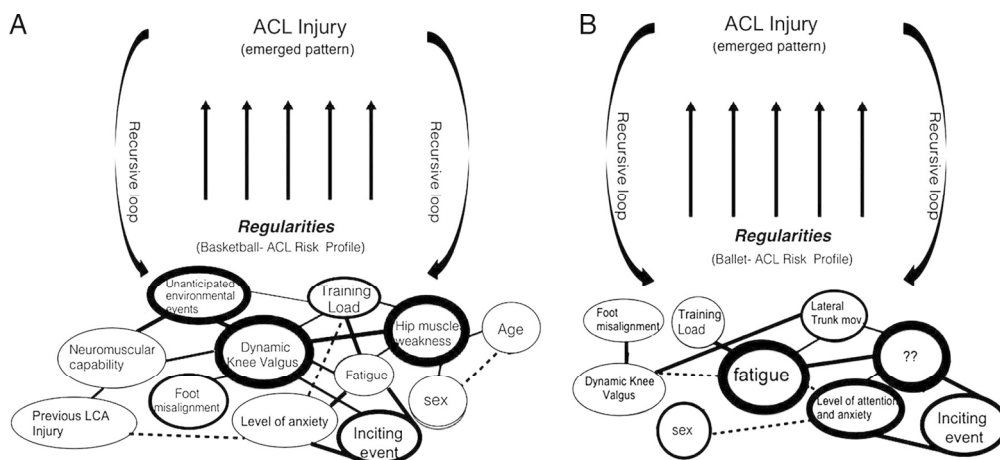 A
ACL Injury
(emerged pattern)
Recursive loop
Recursive loop
Regularities
(Basketball- ACL Risk Profile)
Unanticipated
environmental
events
Training
Load
Hip muscles
weakness
Age
Neuromuscular
capability
Dynamic
Knee Valgus
Fatigue
sex
Foot
misalignment
Previous LCA
Injury
Level of anxiety
Inciting
event
B
ACL Injury
(emerged pattern)
Recursive loop
Recursive loop
Regularities
(Ballet- ACL Risk Profile)
Foot
misalignment
Training
Load
Lateral
Trunk mov.
??
Dynamic Knee
Valgus
fatigue
Level of attention
and anxiety
sex
Inciting
event